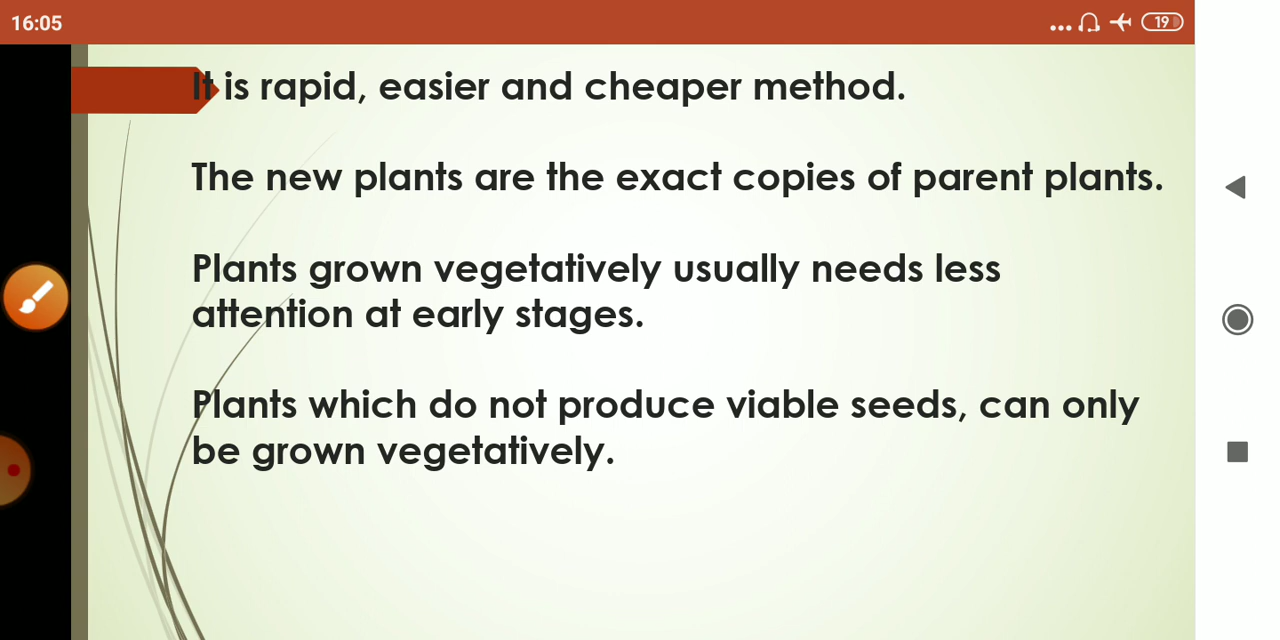 16:05
19
It is rapid, easier and cheaper method.
The new plants are the exact copies of parent plants.
Plants grown vegetatively usually needs less
attention at early stages.
Plants which do not produce viable seeds, can only
be grown vegetatively.